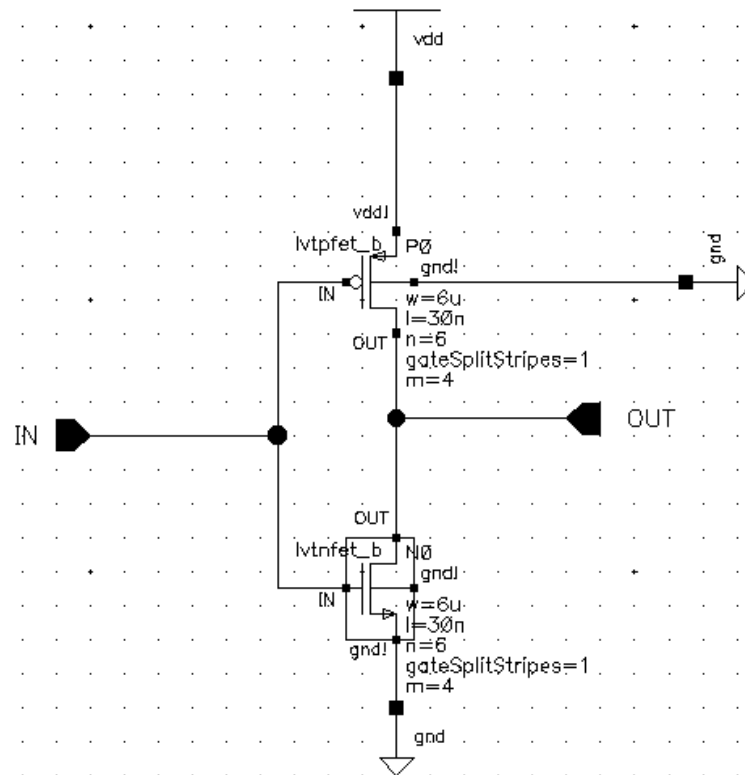 vdd
vdd!
lvtpfet_b
P0
gnd!
gnd
IN
w=6u
l=30n
OUT
n=6
gateSplitStripes=1
m=4
IN
OUT
OUT
lvtnfet_b
N0
gnd!
IN
w=6u
l=30n
gnd!
n=6
gateSplitStripes=1
m=4
gnd